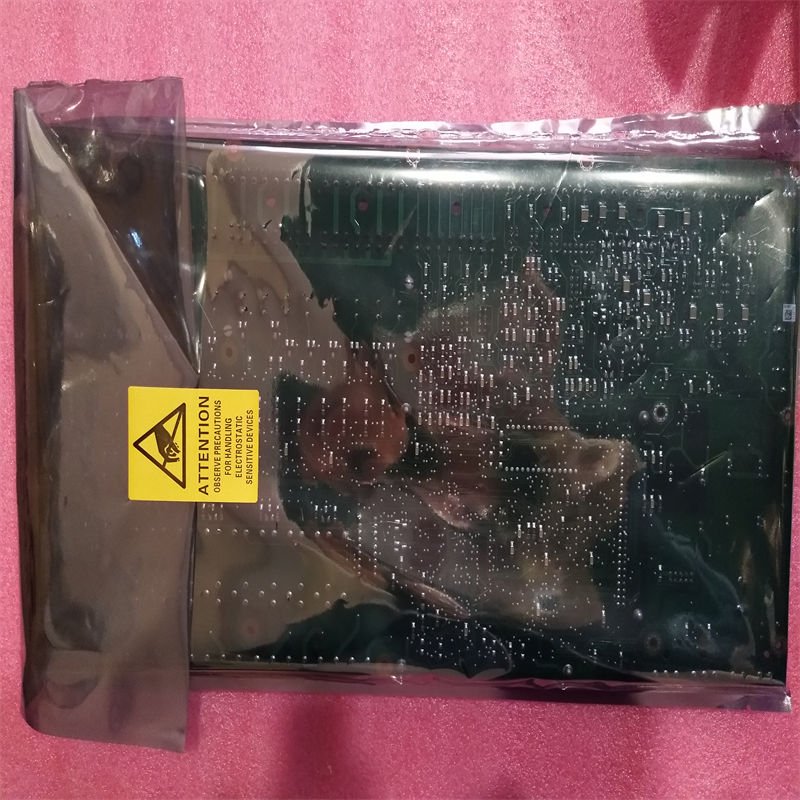 ATTENTION
OBSERVE PRECAUTIONS
FOR HANDLING
ELECTROSTATIC
SENSITIVE DEVICES